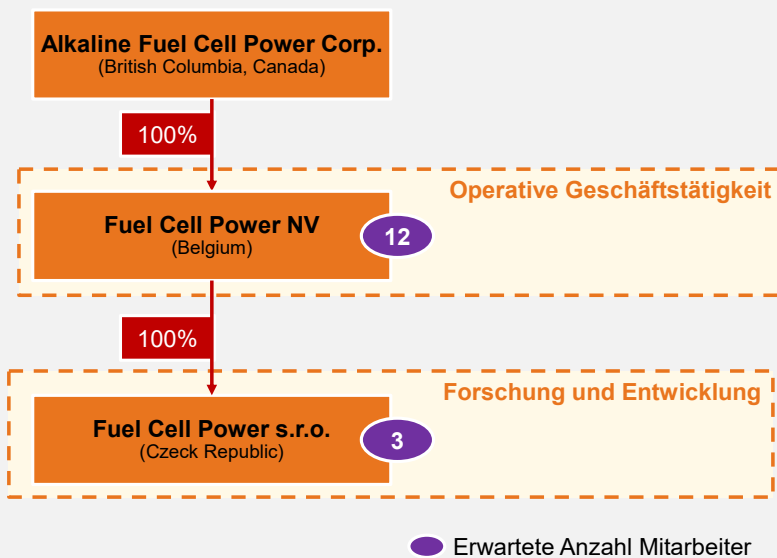 Alkaline Fuel Cell Power Corp.
(British Columbia, Canada)
100%
Operative Geschäftstätigkeit
Fuel Cell Power NV
(Belgium)
12
100%
Forschung und Entwicklung
Fuel Cell Power s.r.o.
(Czeck Republic)
3
Erwartete Anzahl Mitarbeiter